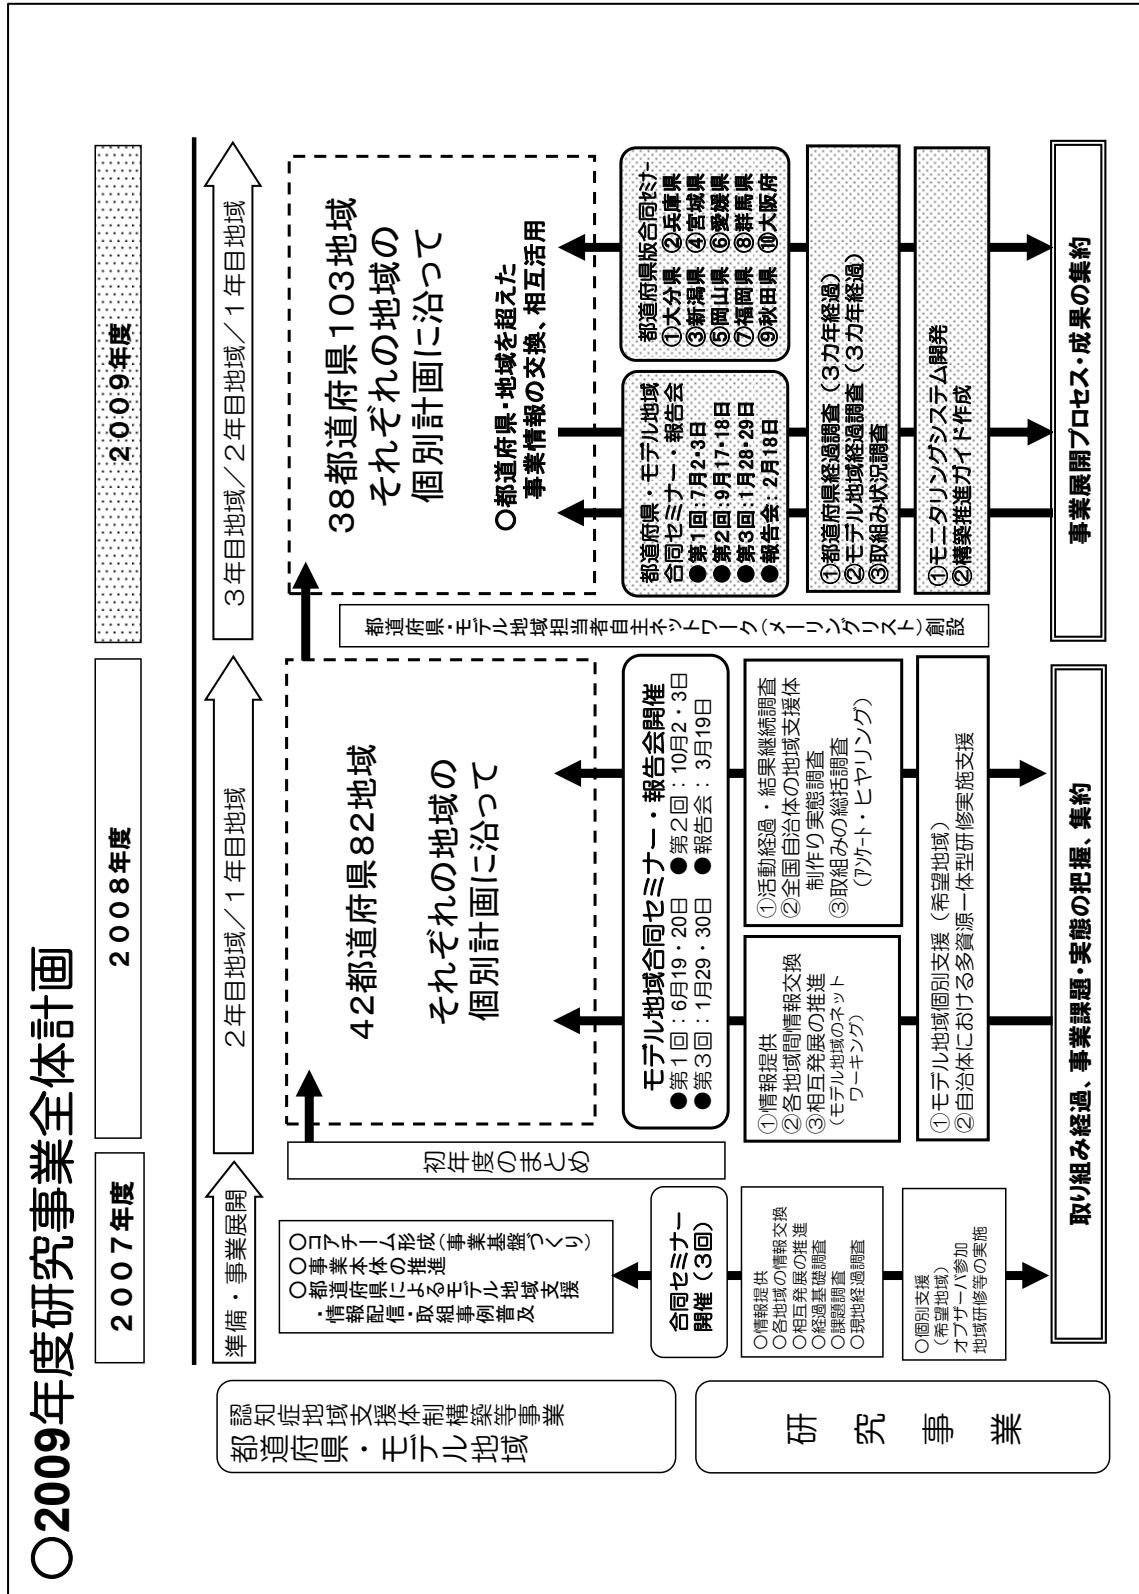 ○2009年度研究事業全体計画
2007年度
2008年度
2009年度
準備・事業展開
2年目地域/1年目地域
3年目地域/2年目地域/1年目地域
認知症地域支援体制構築等事業
都道府県・モデル地域
○コアチーム形成(事業基盤づくり)
○事業本体の推進
○都道府県によるモデル地域支援
・情報配信・取組事例普及
初年度のまとめ
42都道府県82地域
それぞれの地域の
個別計画に沿って
38都道府県103地域
それぞれの地域の
個別計画に沿って
○都道府県・地域を超えた
事業情報の交換、相互活用
都道府県・モデル地域担当者自主ネットワーク(メーリングリスト)創設
研究事業
合同セミナー
開催(3回)
○情報提供
○各地域の情報交換
○相互発展の推進
○経過基礎調査
○課題調査
○現地経過調査
○個別支援
(希望地域)
オブザーバ参加
地域研修等の実施
モデル地域合同セミナー・報告会開催
●第1回:6月19・20日 ●第2回:10月2・3日
●第3回:1月29・30日 ●報告会: 3月19日
①情報提供
②各地域間情報交換
③相互発展の推進
(モデル地域のネット
ワーキング)
①活動経過・結果継続調査
②全国自治体の地域支援体
制作り実態調査
③取組みの総括調査
(アンケート・ヒヤリング)
①モデル地域個別支援(希望地域)
②自治体における多資源一体型研修実施支援
都道府県・モデル地域
合同セミナー・報告会
●第1回:7月2・3日
●第2回:9月17・18日
●第3回:1月28・29日
●報告会:2月18日
都道府県版合同セミナー
①大分県 ②兵庫県
③新潟県 ④宮城県
⑤岡山県 ⑥愛媛県
⑦福岡県 ⑧群馬県
⑨秋田県 ⑩大阪府
①都道府県経過調査(3カ年経過)
②モデル地域経過調査(3カ年経過)
③取組み状況調査
①モニタリングシステム開発
②構築推進ガイド作成
取り組み経過、事業課題・実態の把握、集約
事業展開プロセス・成果の集約